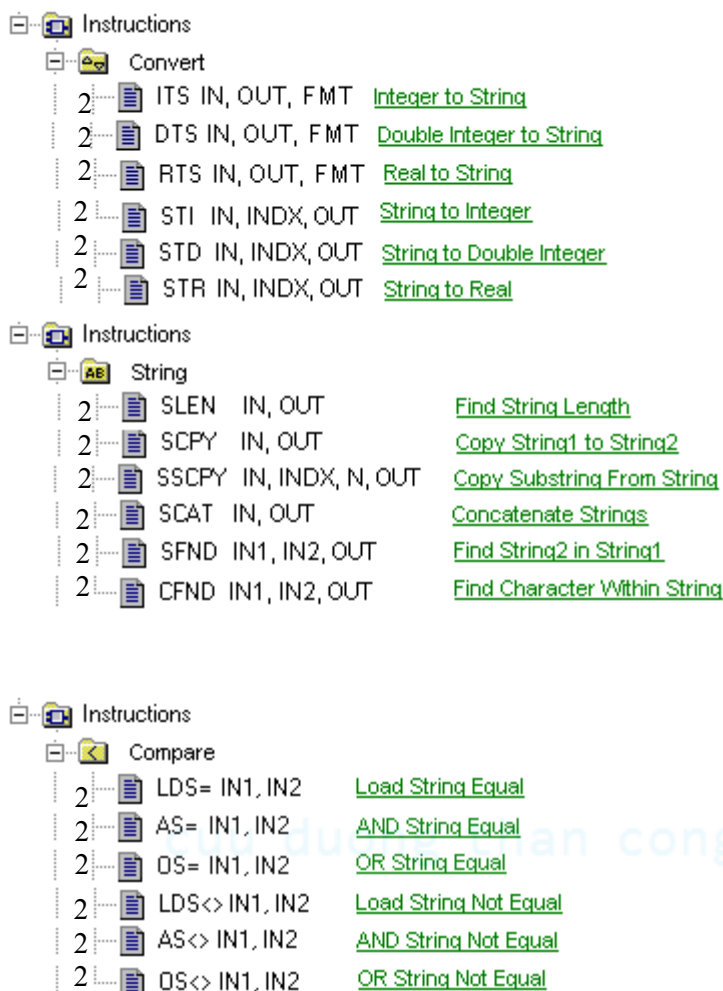 Instructions
Convert
2 ITS IN, OUT, FMT Integer to String
2 DTS IN, OUT, FMT Double Integer to String
2 RTS IN, OUT, FMT Real to String
2 STI IN, INDX, OUT String to Integer
2 STD IN, INDX, OUT String to Double Integer
2 STR IN, INDX, OUT String to Real
Instructions
AB String
2 SLEN IN, OUT Find String Length
2 SCPY IN, OUT Copy String1 to String2
2 SSCPY IN, INDX, N, OUT Copy Substring From String
2 SCAT IN, OUT Concatenate Strings
2 SFND IN1, IN2, OUT Find String2 in String1
2 CFND IN1, IN2, OUT Find Character Within String
Instructions
< Compare
2 LDS= IN1, IN2 Load String Equal
2 AS= IN1, IN2 AND String Equal
cuu duong than cong
2 OS= IN1, IN2 OR String Equal
2 LDS<> IN1, IN2 Load String Not Equal
2 AS<> IN1, IN2 AND String Not Equal
2 OS<> IN1, IN2 OR String Not Equal